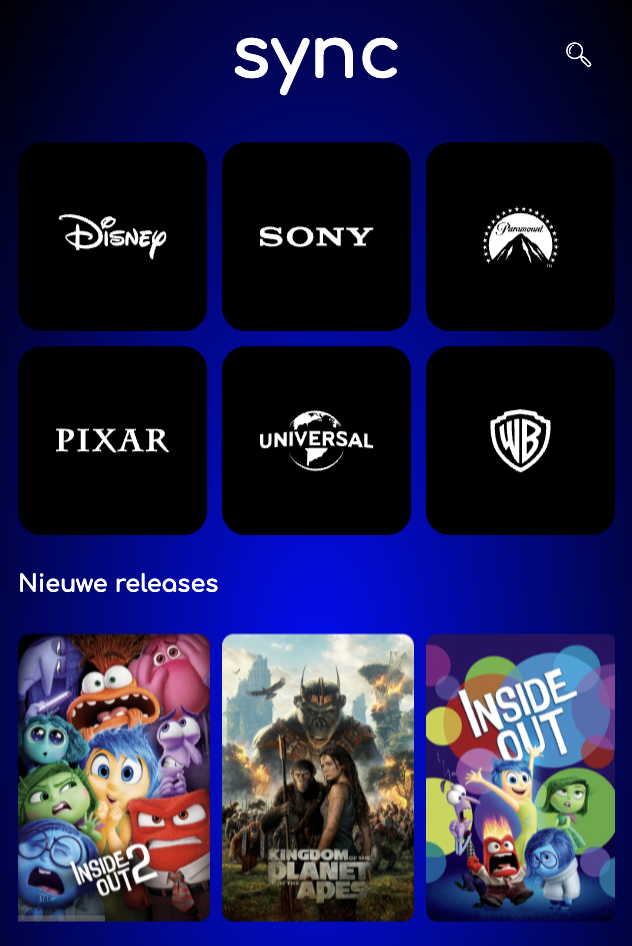 sync
Disney
SONY
Paramount
TM
PIXAR
UNIVERSAL
WB
Nieuwe releases
INSIDE
OUT 2
KINGDOM OF THE
PLANET
OF THE APES
INSIDE
OUT